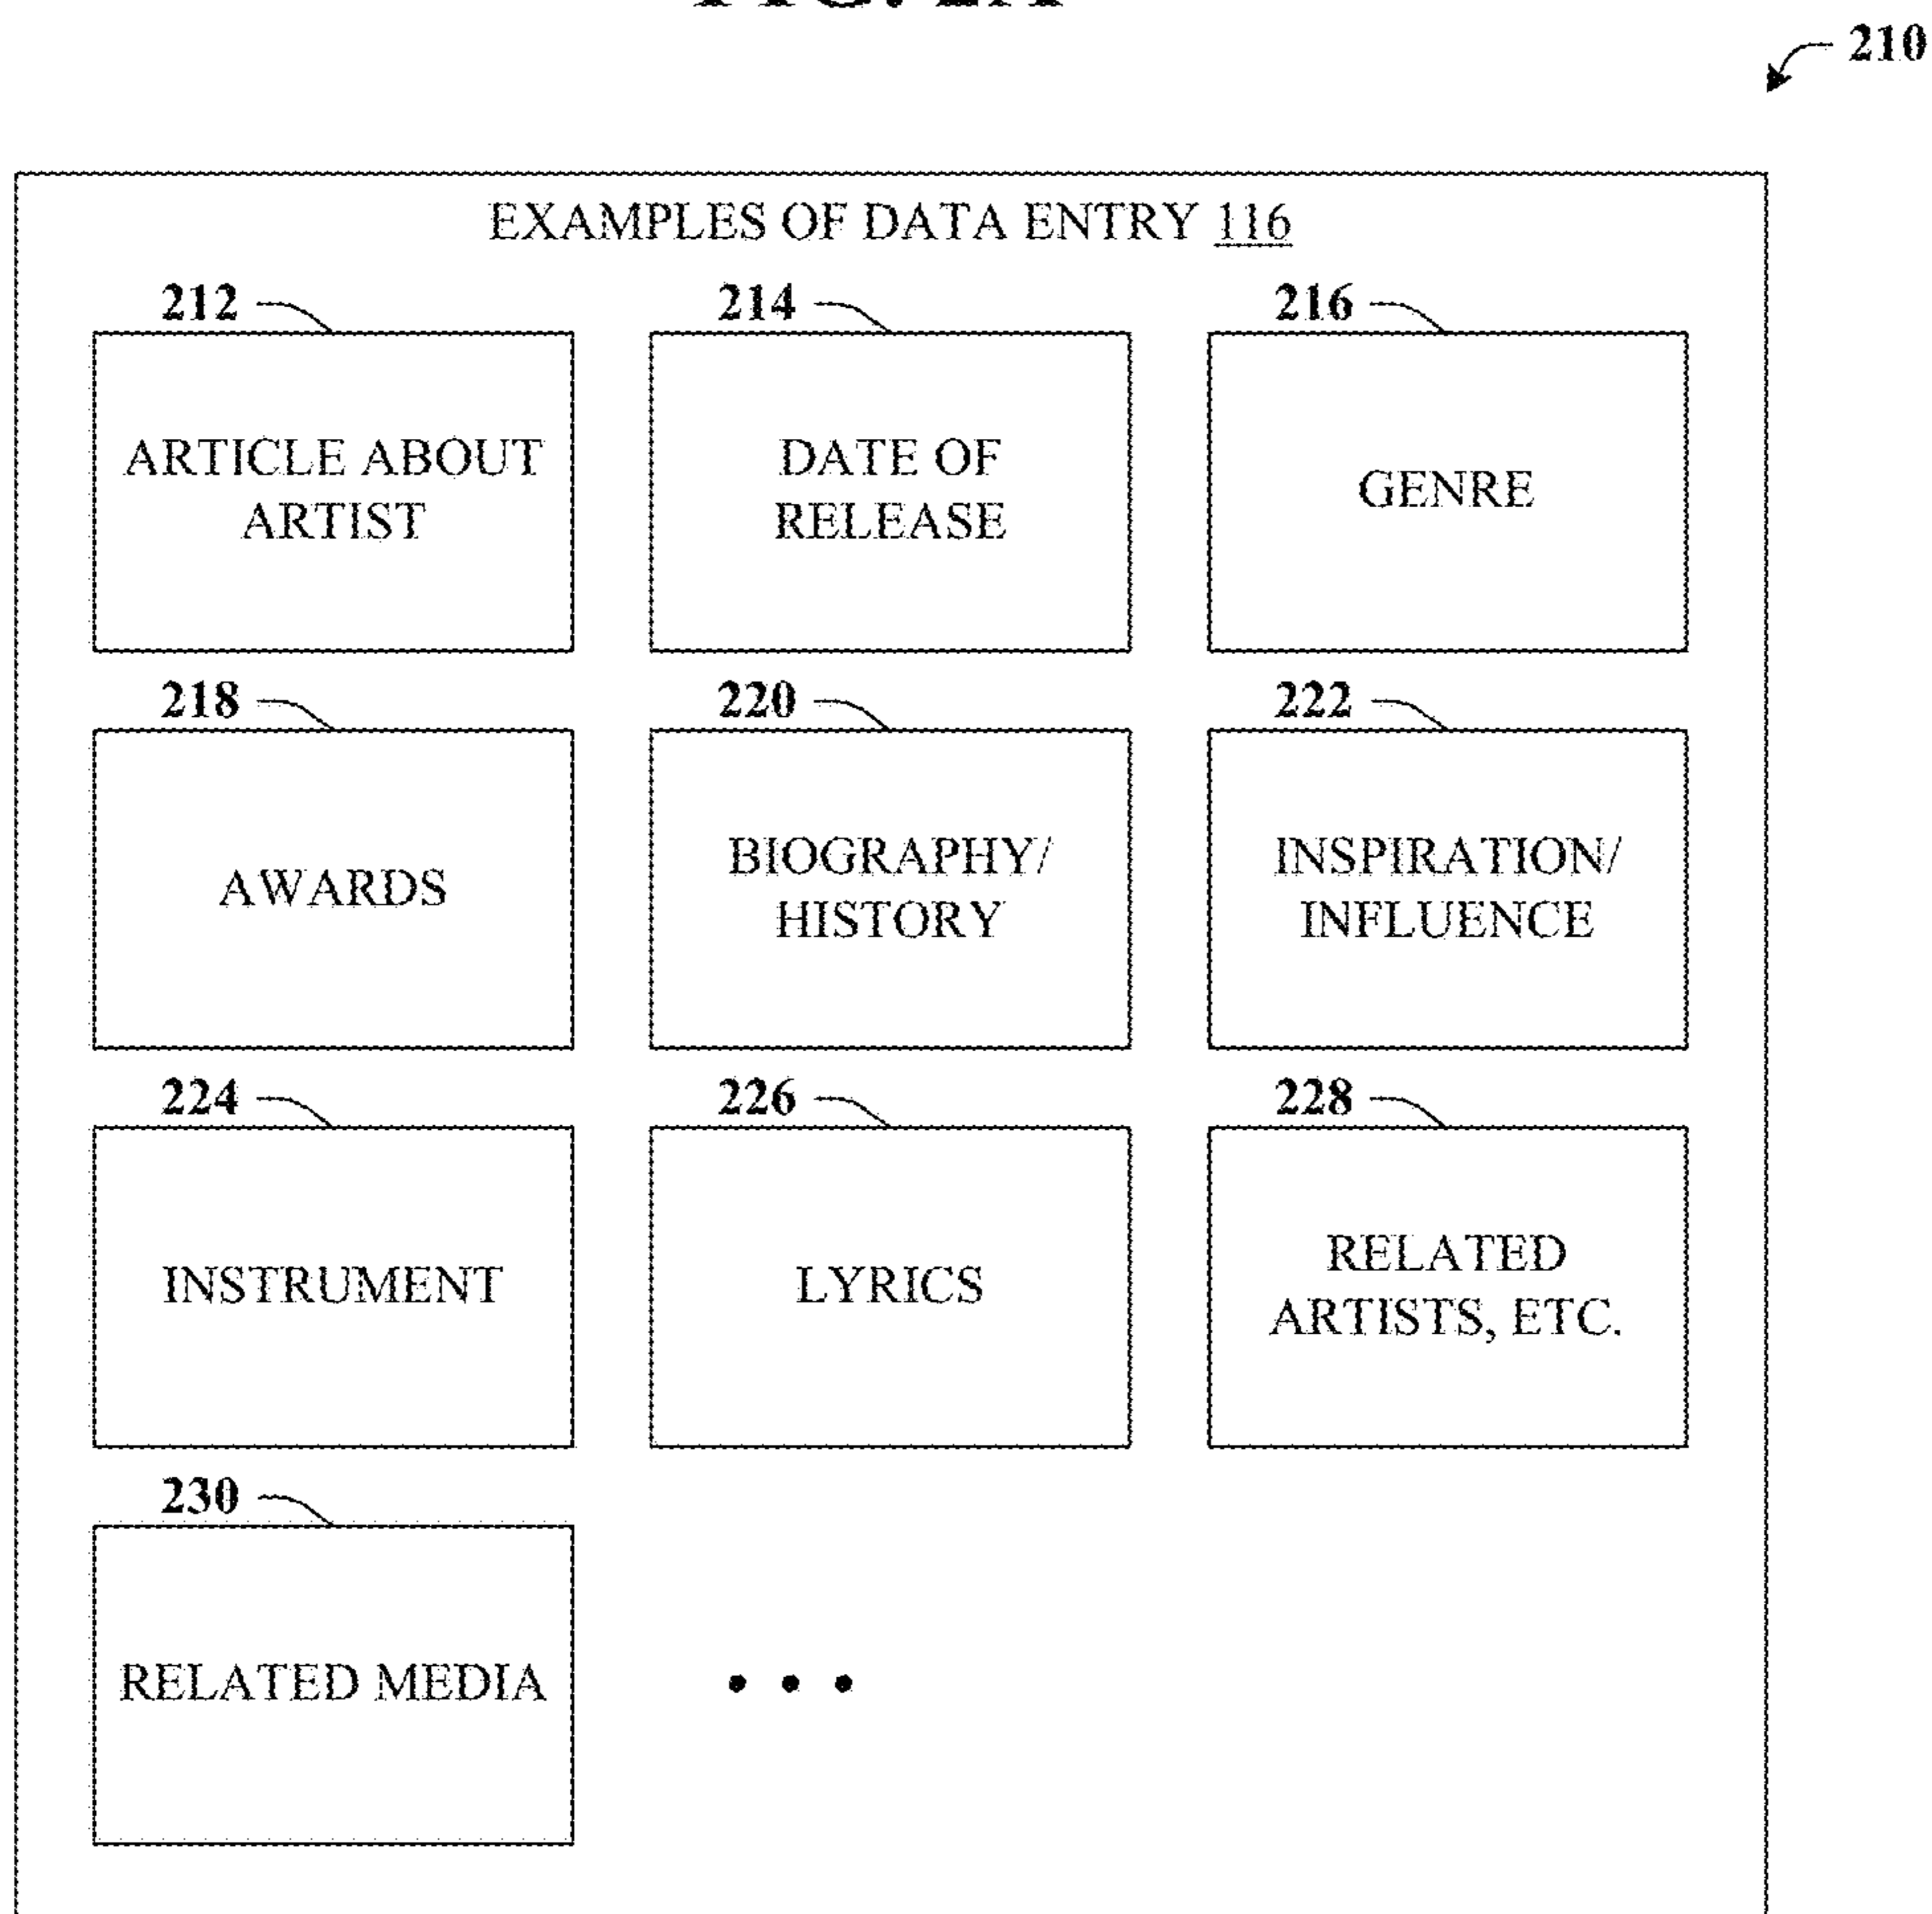 210
EXAMPLES OF DATA ENTRY 116
212
214
216
ARTICLE ABOUT
ARTIST
DATE OF
RELEASE
GENRE
218
220
222
AWARDS
BIOGRAPHY/
HISTORY
INSPIRATION/
INFLUENCE
224
226
228
INSTRUMENT
LYRICS
RELATED
ARTISTS, ETC.
230
RELATED MEDIA
• • •